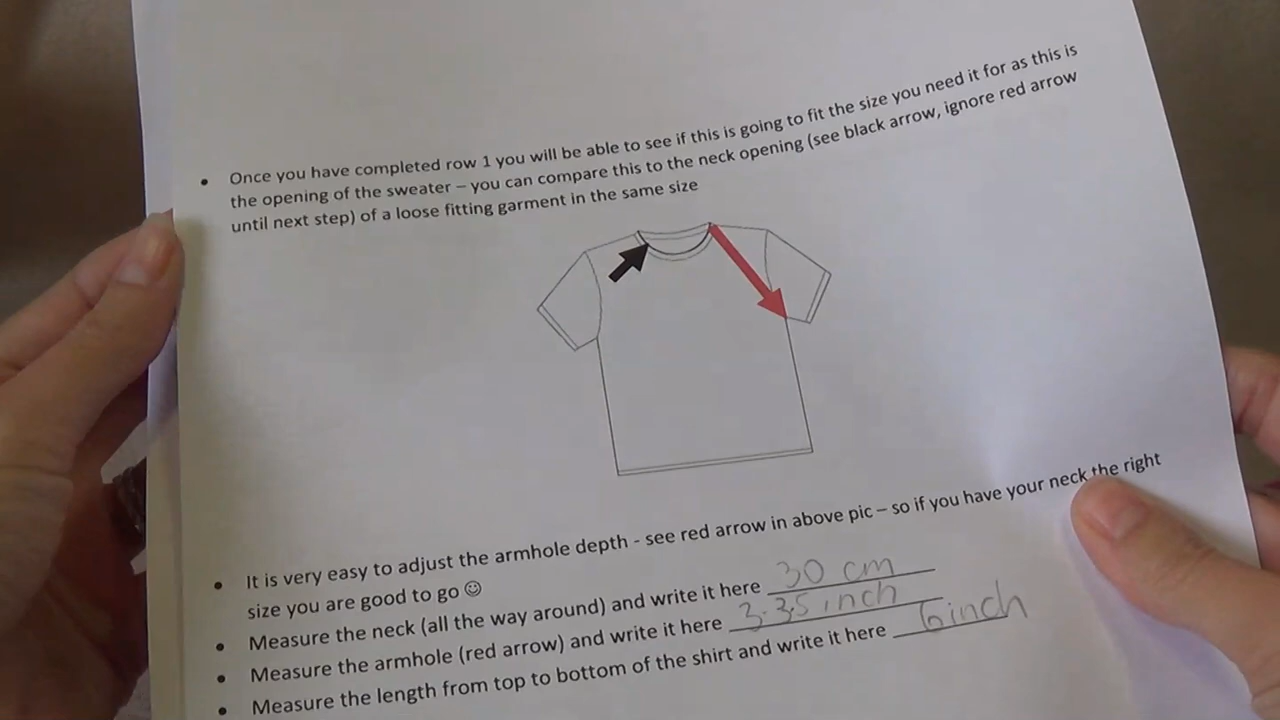 • Once you have completed row 1 you will be able to see if this is going to fit the size you need it for as this is
the opening of the sweater – you can compare this to the neck opening (see black arrow, ignore red arrow
until next step) of a loose fitting garment in the same size
• It is very easy to adjust the armhole depth - see red arrow in above pic – so if you have your neck the right
size you are good to go ☺
• Measure the neck (all the way around) and write it here 30 cm
• Measure the armhole (red arrow) and write it here 3-3.5 inch
• Measure the length from top to bottom of the shirt and write it here 6 inch